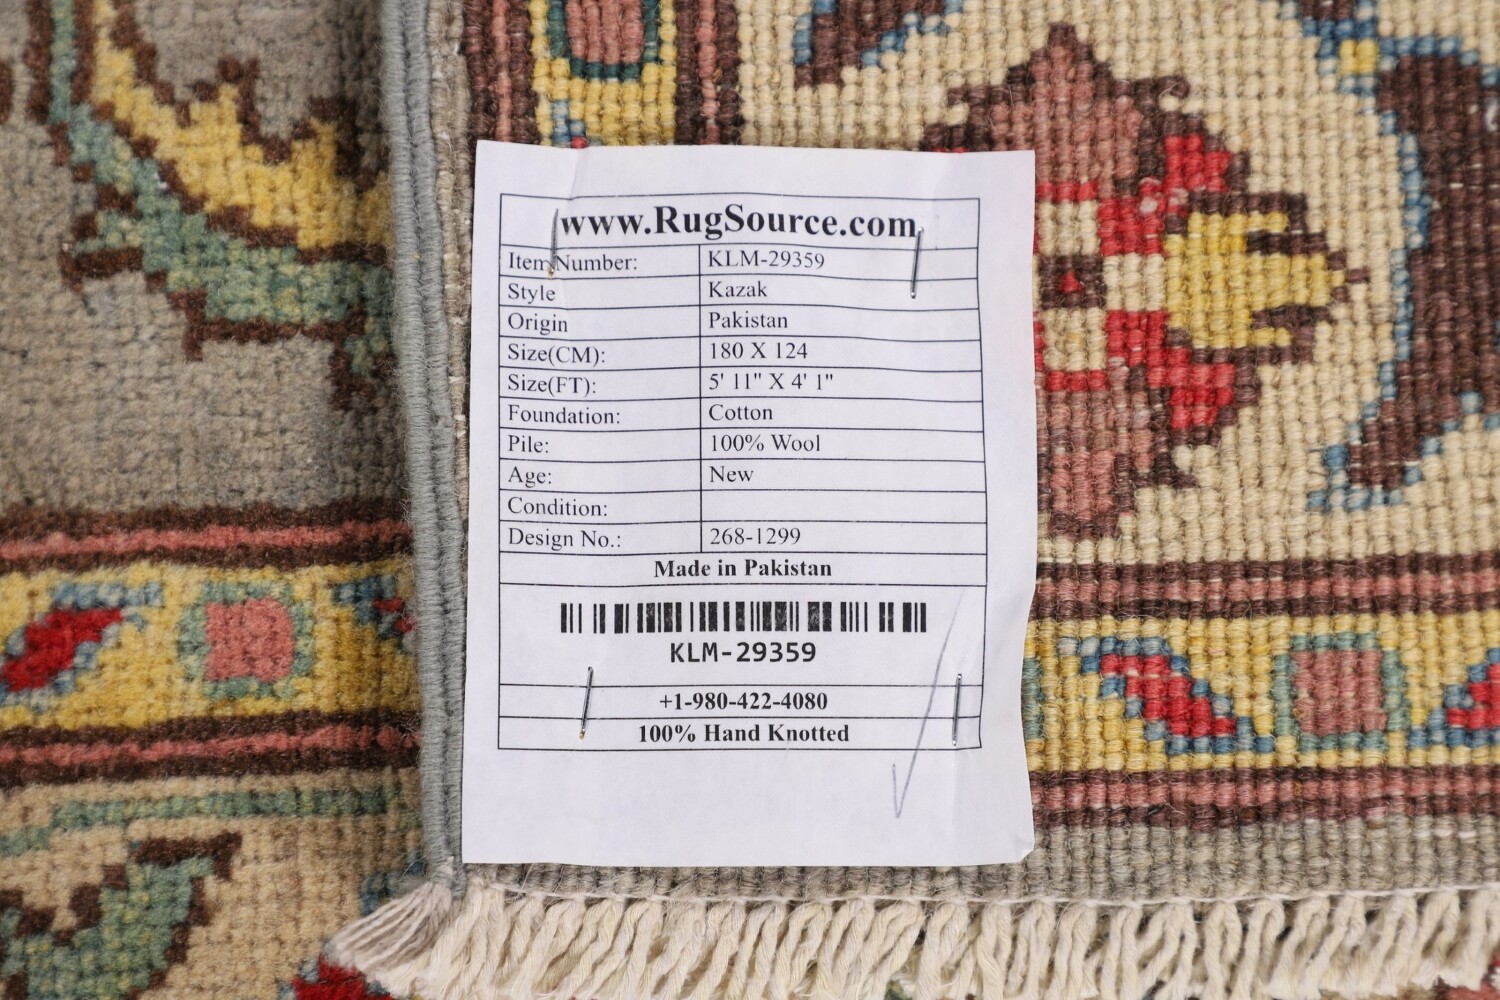 www.RugSource.com
Item Number: KLM-29359
Style Kazak
Origin Pakistan
Size(CM): 180 X 124
Size(FT): 5' 11" X 4' 1"
Foundation: Cotton
Pile: 100% Wool
Age: New
Condition:
Design No.: 268-1299
Made in Pakistan
KLM-29359
+1-980-422-4080
100% Hand Knotted